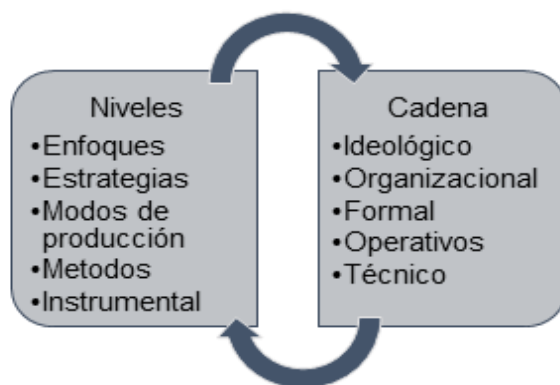 Niveles
•Enfoques
•Estrategias
•Modos de
producción
•Metodos
•Instrumental
Cadena
•Ideológico
•Organizacional
•Formal
•Operativos
•Técnico